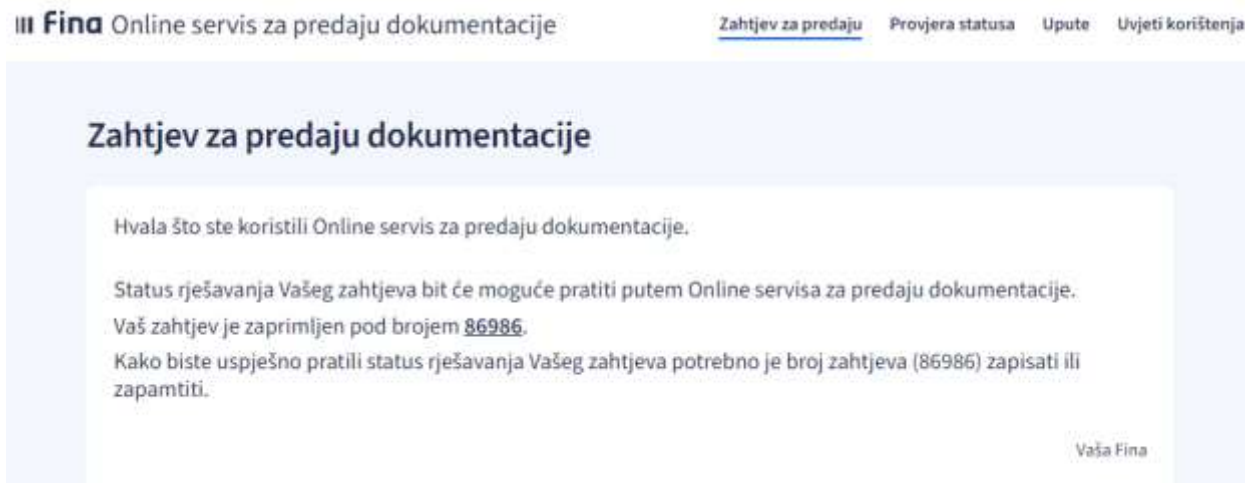 Fina Online servis za predaju dokumentacije
Zahtjev za predaju Provjera statusa Upute Uvjeti korištenja
Zahtjev za predaju dokumentacije
Hvala što ste koristili Online servis za predaju dokumentacije.
Status rješavanja Vašeg zahtjeva bit će moguće pratiti putem Online servisa za predaju dokumentacije.
Vaš zahtjev je zaprimljen pod brojem 86986.
Kako biste uspješno pratili status rješavanja Vašeg zahtjeva potrebno je broj zahtjeva (86986) zapisati ili
zapamtiti.
Vaša Fina